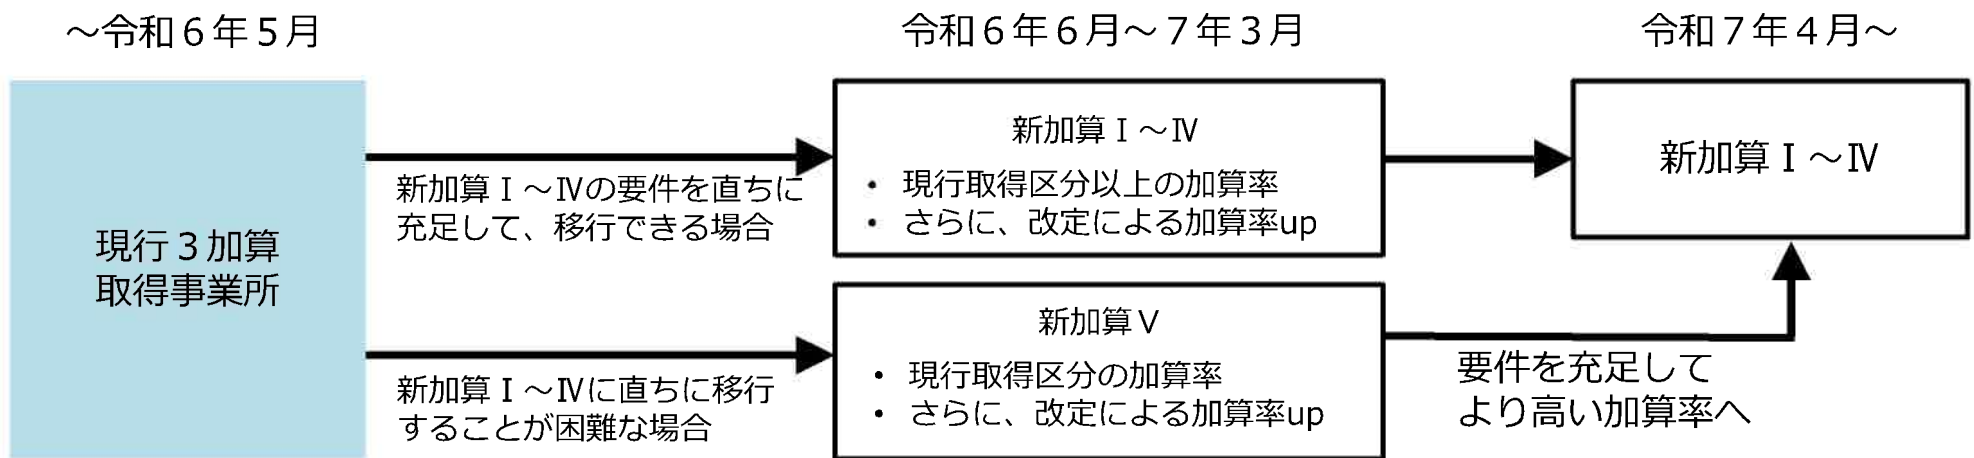 ～令和６年５月
令和６年６月～７年３月
令和７年４月～
現行３加算
取得事業所
新加算Ⅰ～Ⅳの要件を直ちに
充足して、移行できる場合
新加算Ⅰ～Ⅳ
• 現行取得区分以上の加算率
• さらに、改定による加算率up
新加算Ⅰ～Ⅳ
新加算Ⅰ～Ⅳに直ちに移行
することが困難な場合
新加算Ⅴ
• 現行取得区分の加算率
• さらに、改定による加算率up
要件を充足して
より高い加算率へ